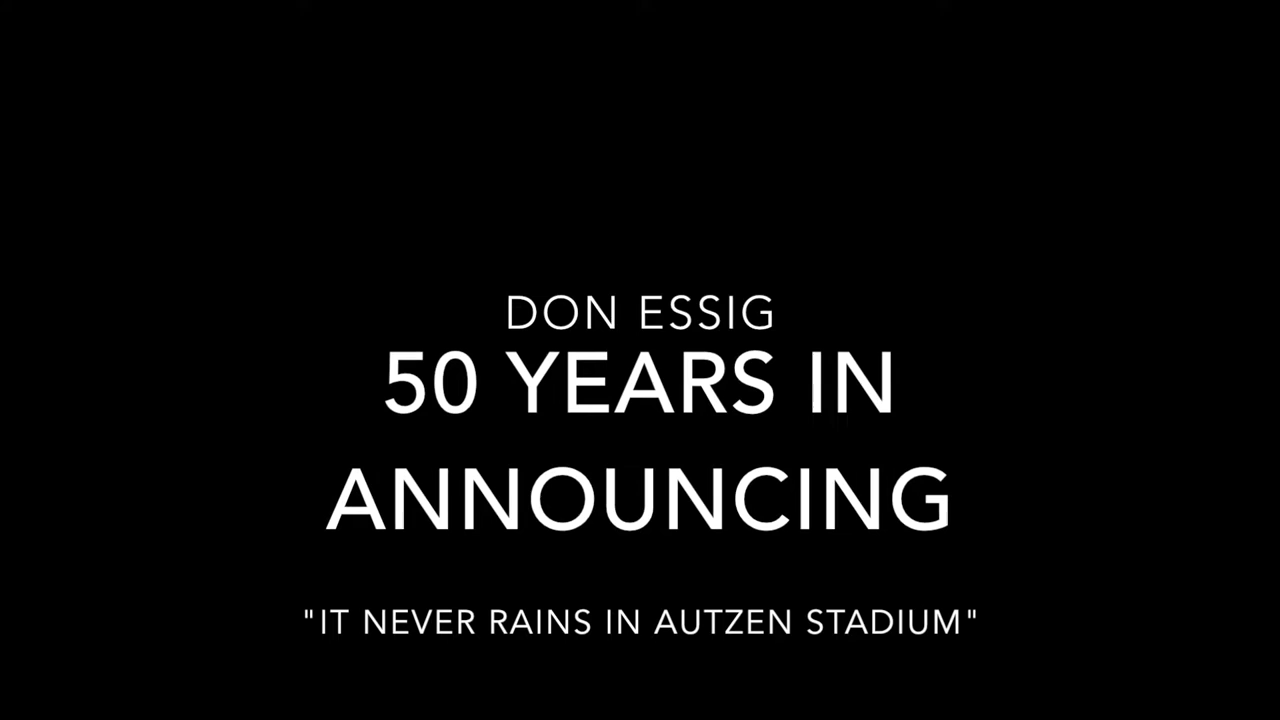 DON ESSIG
50 YEARS IN
ANNOUNCING
"IT NEVER RAINS IN AUTZEN STADIUM"